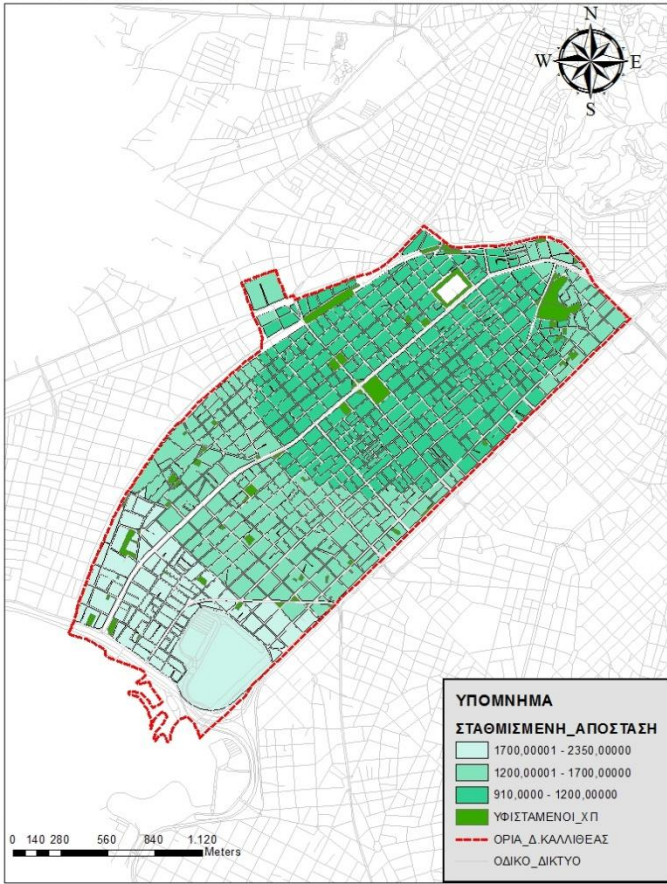 N
W E
S
ΥΠΟΜΝΗΜΑ
ΣΤΑΘΜΙΣΜΕΝΗ_ΑΠΟΣΤΑΣΗ
1700,00001 - 2350,00000
1200,00001 - 1700,00000
910,0000 - 1200,00000
ΥΦΙΣΤΑΜΕΝΟΙ_ΧΠ
ΟΡΙΑ_Δ.ΚΑΛΛΙΘΕΑΣ
ΟΔΙΚΟ_ΔΙΚΤΥΟ
0 140 280 560 840 1.120
Meters